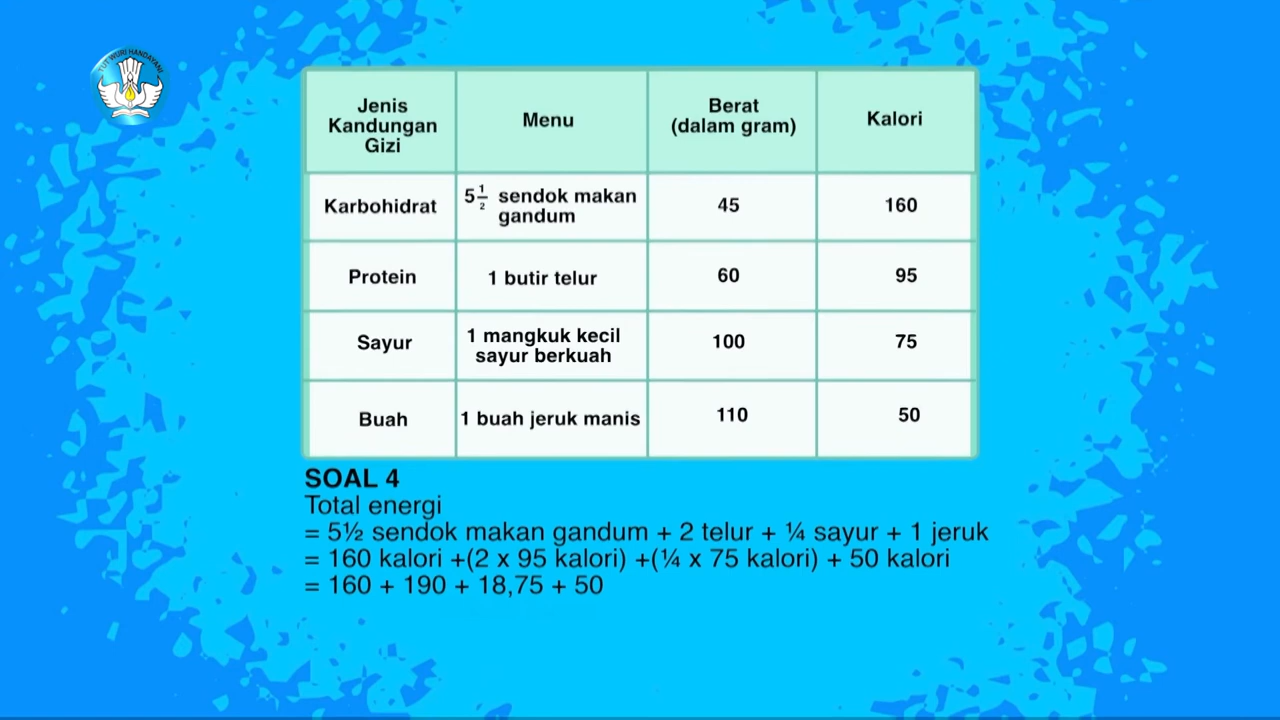 TUT WURI HANDAYANI
Jenis Kandungan Gizi
Menu
Berat (dalam gram)
Kalori
Karbohidrat
5½ sendok makan gandum
45
160
Protein
1 butir telur
60
95
Sayur
1 mangkuk kecil sayur berkuah
100
75
Buah
1 buah jeruk manis
110
50
SOAL 4
Total energi
= 5½ sendok makan gandum + 2 telur + ¼ sayur + 1 jeruk
= 160 kalori +(2 x 95 kalori) +(¼ x 75 kalori) + 50 kalori
= 160 + 190 + 18,75 + 50